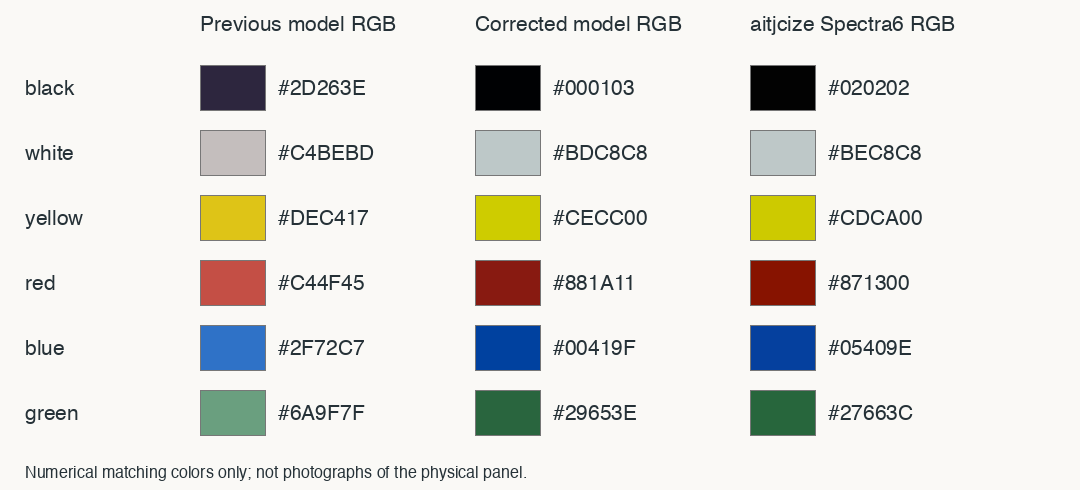 Previous model RGB Corrected model RGB aitjcize Spectra6 RGB
black #2D263E #000103 #020202
white #C4BEBD #BDC8C8 #BEC8C8
yellow #DEC417 #CECC00 #CDCA00
red #C44F45 #881A11 #871300
blue #2F72C7 #00419F #05409E
green #6A9F7F #29653E #27663C
Numerical matching colors only; not photographs of the physical panel.